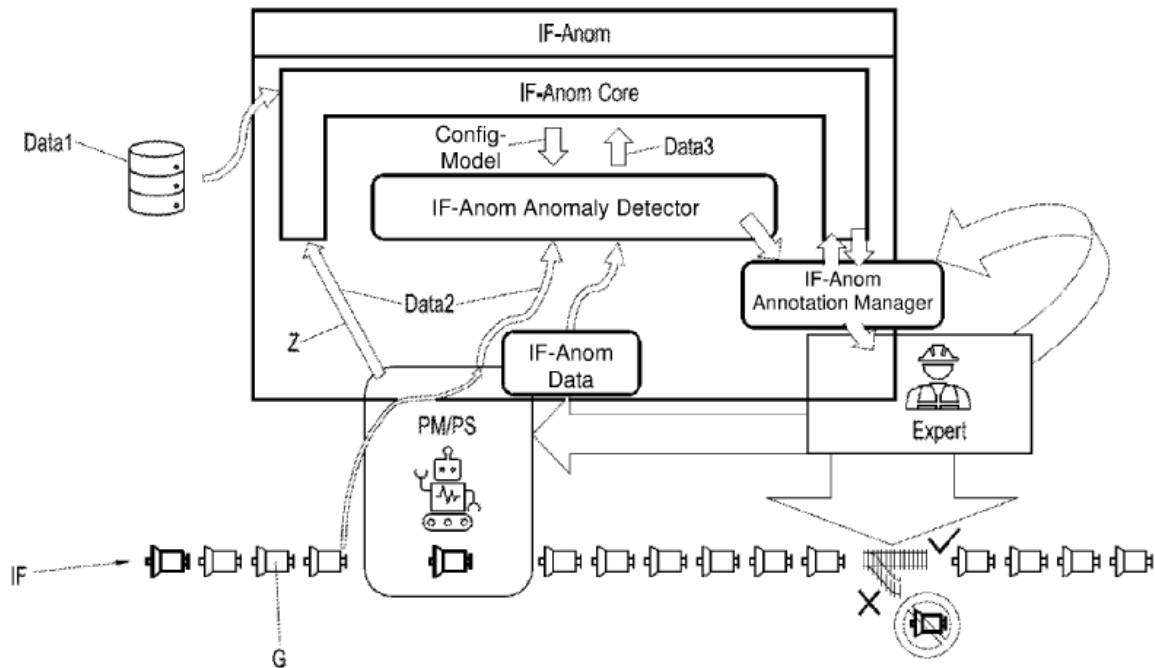 IF-Anom
IF-Anom Core
Data1
Config-
Model
Data3
IF-Anom Anomaly Detector
IF-Anom
Annotation Manager
Data2
Z
IF-Anom
Data
PM/PS
Expert
IF
G